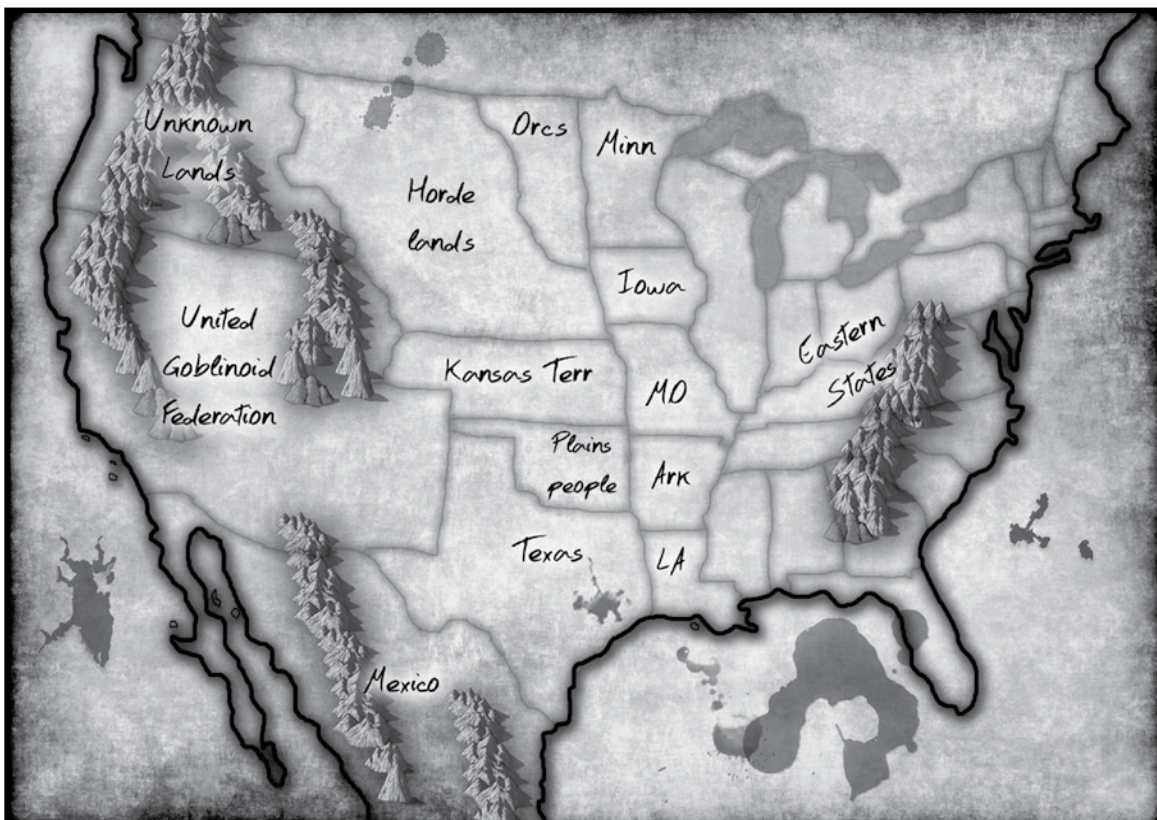 Unknown
Lands
Orcs
Minn
Horde
lands
Iowa
United
Goblinoid
Federation
Eastern
States
Kansas Terr
MO
Plains
people
Ark
Texas
LA
Mexico